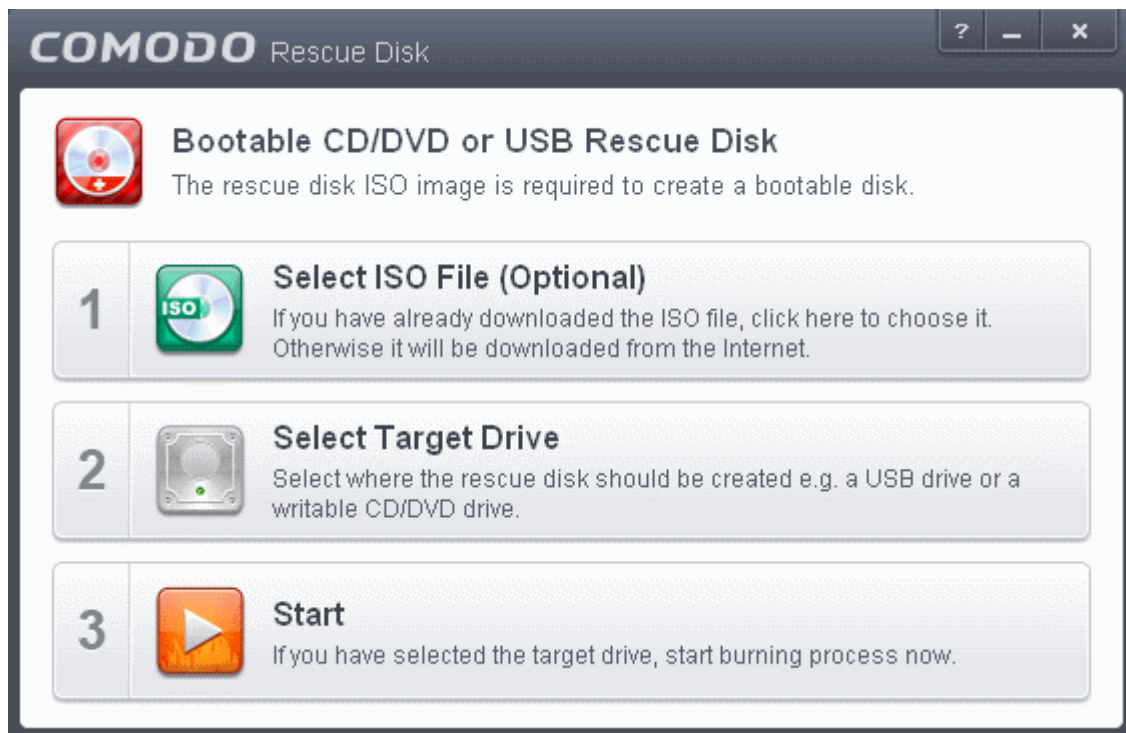 COMODO Rescue Disk
? – ×
Bootable CD/DVD or USB Rescue Disk
The rescue disk ISO image is required to create a bootable disk.
1
ISO
Select ISO File (Optional)
If you have already downloaded the ISO file, click here to choose it.
Otherwise it will be downloaded from the Internet.
2
Select Target Drive
Select where the rescue disk should be created e.g. a USB drive or a
writable CD/DVD drive.
3
Start
If you have selected the target drive, start burning process now.